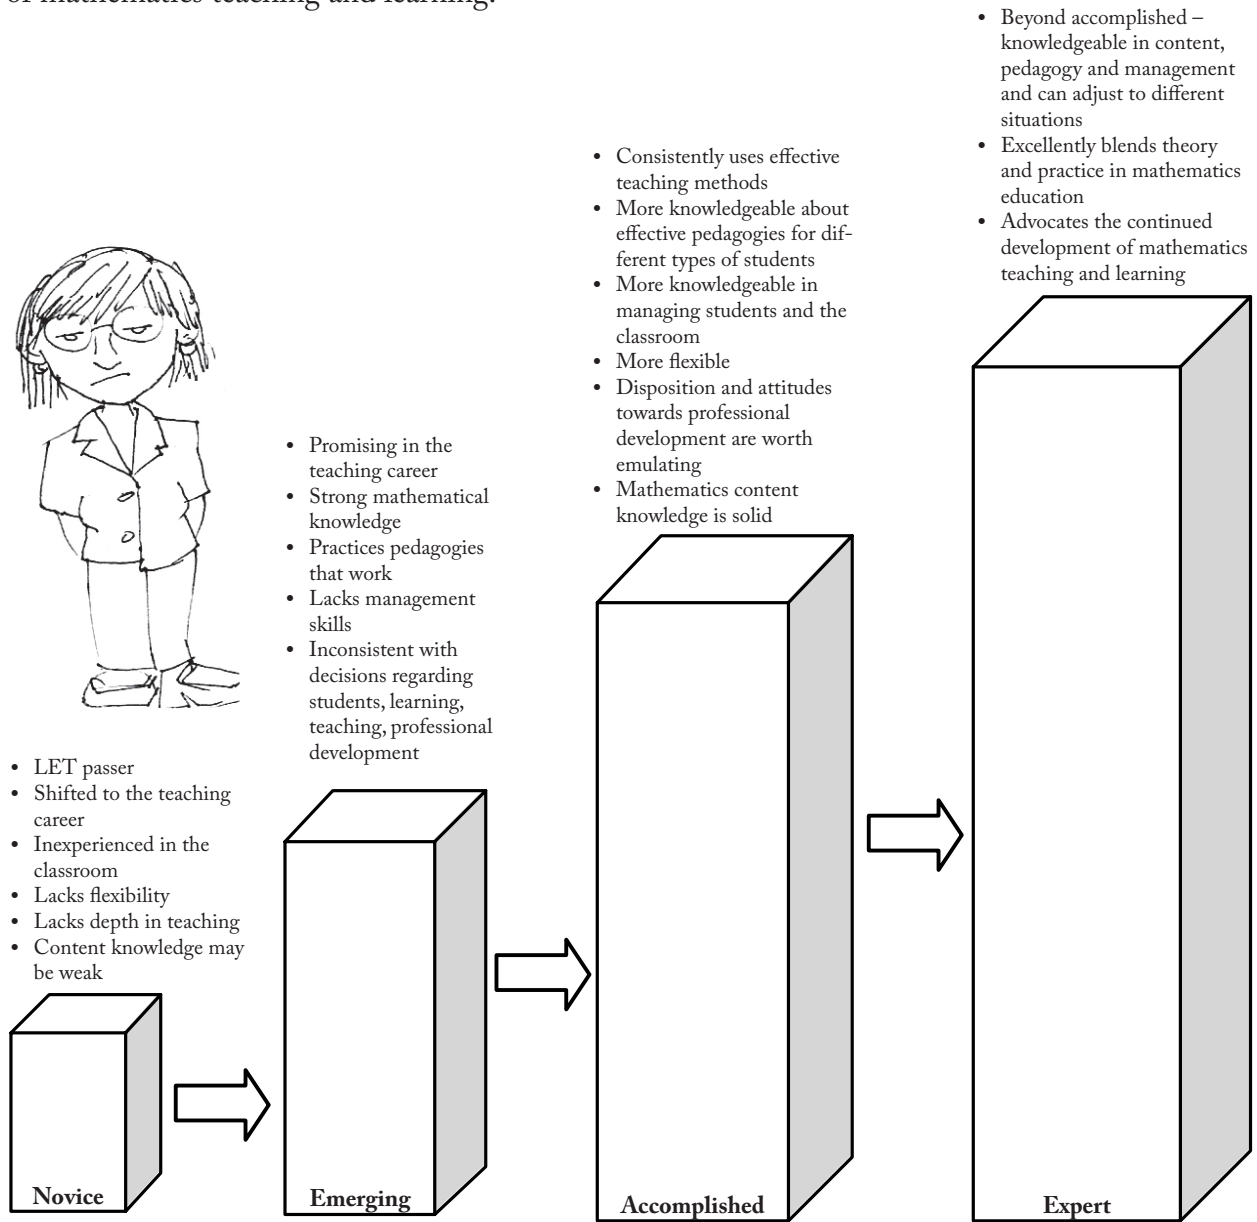 of mathematics teaching and learning.
• LET passer
• Shifted to the teaching
career
• Inexperienced in the
classroom
• Lacks flexibility
• Lacks depth in teaching
• Content knowledge may
be weak
Novice
• Promising in the
teaching career
• Strong mathematical
knowledge
• Practices pedagogies
that work
• Lacks management
skills
• Inconsistent with
decisions regarding
students, learning,
teaching, professional
development
Emerging
• Consistently uses effective
teaching methods
• More knowledgeable about
effective pedagogies for dif-
ferent types of students
• More knowledgeable in
managing students and the
classroom
• More flexible
• Disposition and attitudes
towards professional
development are worth
emulating
• Mathematics content
knowledge is solid
Accomplished
• Beyond accomplished –
knowledgeable in content,
pedagogy and management
and can adjust to different
situations
• Excellently blends theory
and practice in mathematics
education
• Advocates the continued
development of mathematics
teaching and learning
Expert